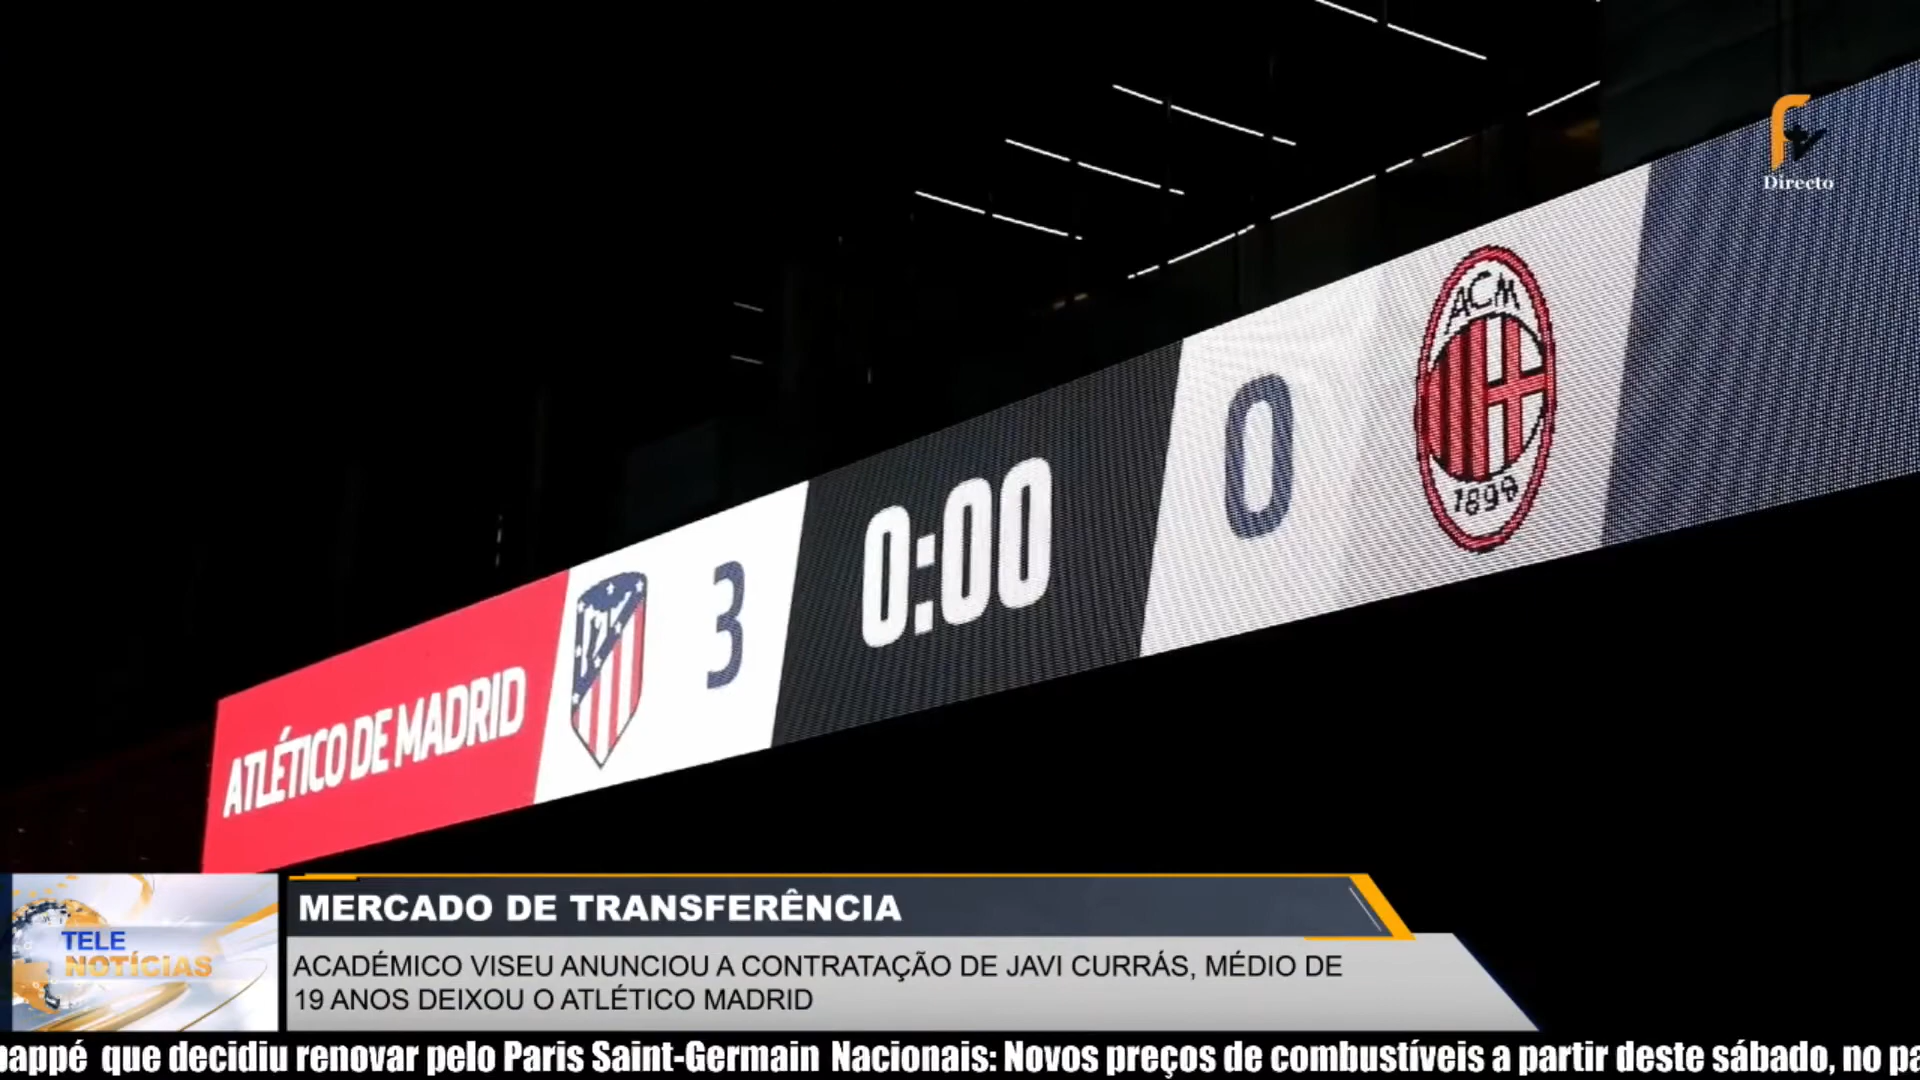 Directo
ACM
1899
ATLÉTICO DE MADRID 3 0:00 0
MERCADO DE TRANSFERÊNCIA
TELE
NOTÍCIAS
ACADÉMICO VISEU ANUNCIOU A CONTRATAÇÃO DE JAVI CURRÁS, MÉDIO DE
19 ANOS DEIXOU O ATLÉTICO MADRID
que decidiu renovar pelo Paris Saint-Germain Nacionais: Novos preços de combustíveis a partir deste sábado, no